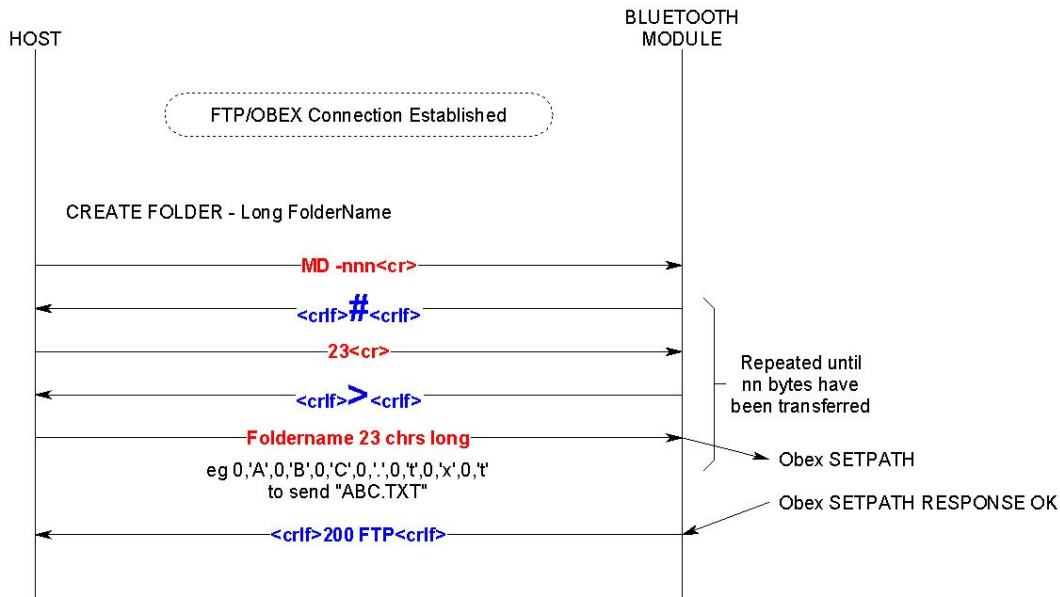 HOST
BLUETOOTH
MODULE
FTP/OBEX Connection Established
CREATE FOLDER - Long FolderName
MD -nnn<cr>
<crlf>#<crlf>
23<cr>
<crlf>><crlf>
Repeated until
nn bytes have
been transferred
Foldername 23 chrs long
eg 0,'A',0,'B',0,'C',0,'.',0,'t',0,'x',0,'t'
to send "ABC.TXT"
Obex SETPATH
Obex SETPATH RESPONSE OK
<crlf>200 FTP<crlf>